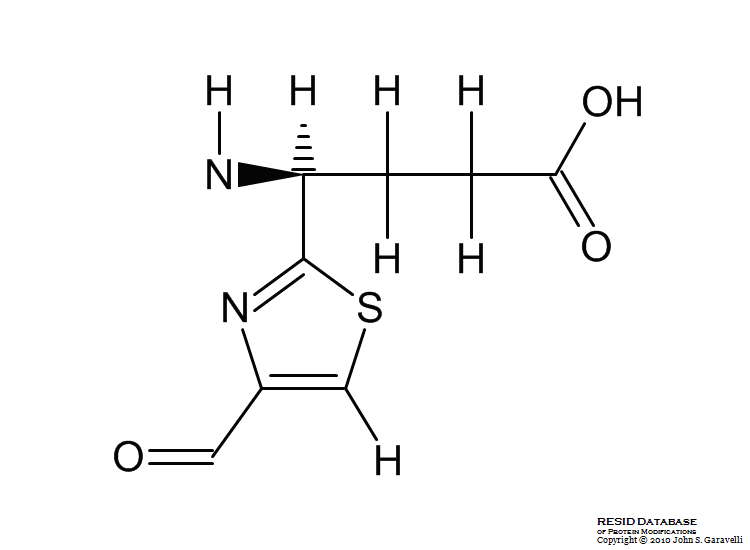 H H H H OH
N
H H O
N S
O H
RESID DATABASE
OF PROTEIN MODIFICATIONS
Copyright © 2010 John S. Garavelli